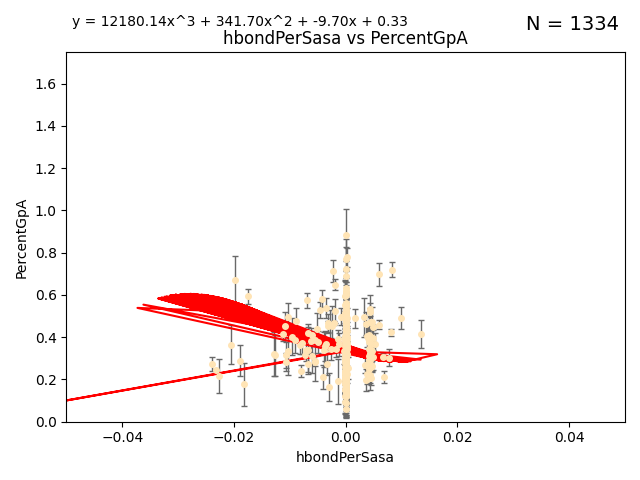 y = 12180.14x^3 + 341.70x^2 + -9.70x + 0.33
N = 1334
hbondPerSasa vs PercentGpA
PercentGpA
1.6
1.4
1.2
1.0
0.8
0.6
0.4
0.2
0.0
−0.04
−0.02
0.00
0.02
0.04
hbondPerSasa